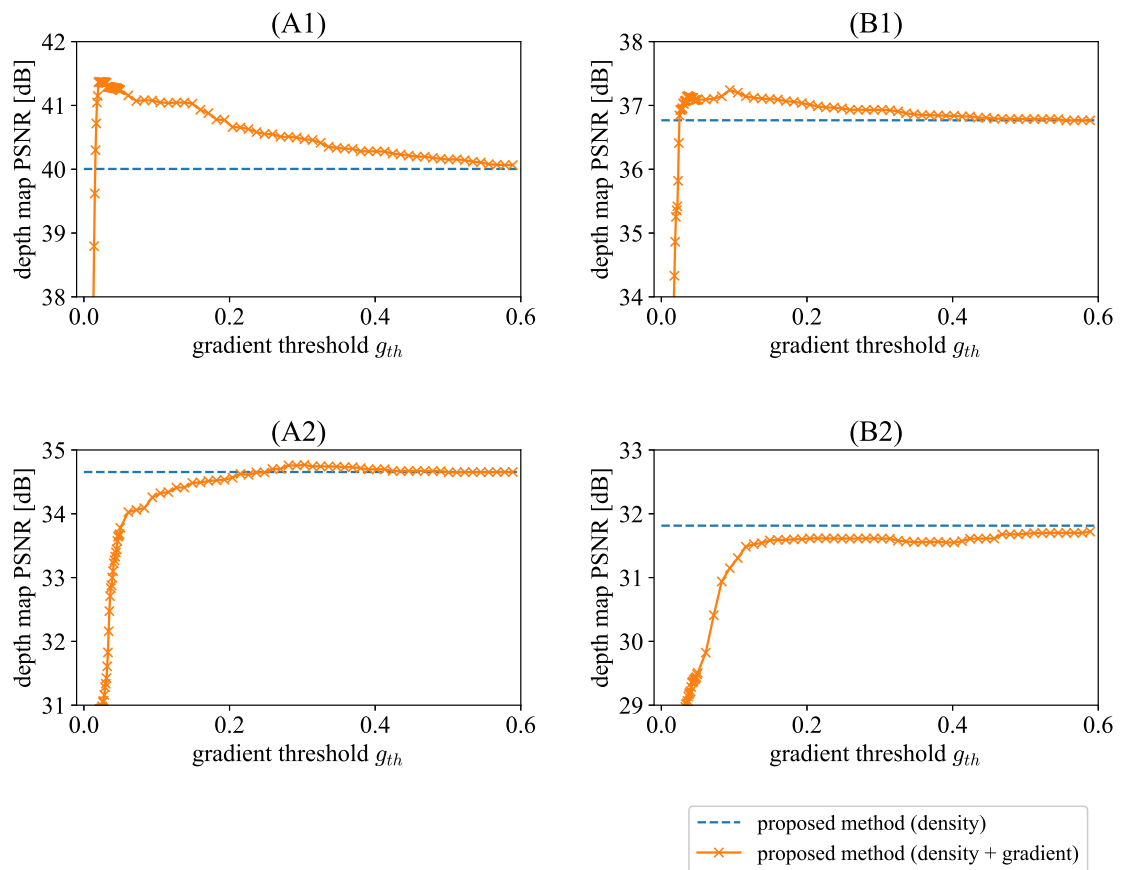 (A1)
depth map PSNR [dB]
42
41
40
39
38
0.0 0.2 0.4 0.6
gradient threshold g_th
(B1)
depth map PSNR [dB]
38
37
36
35
34
0.0 0.2 0.4 0.6
gradient threshold g_th
(A2)
depth map PSNR [dB]
35
34
33
32
31
0.0 0.2 0.4 0.6
gradient threshold g_th
(B2)
depth map PSNR [dB]
33
32
31
30
29
0.0 0.2 0.4 0.6
gradient threshold g_th
proposed method (density)
proposed method (density + gradient)